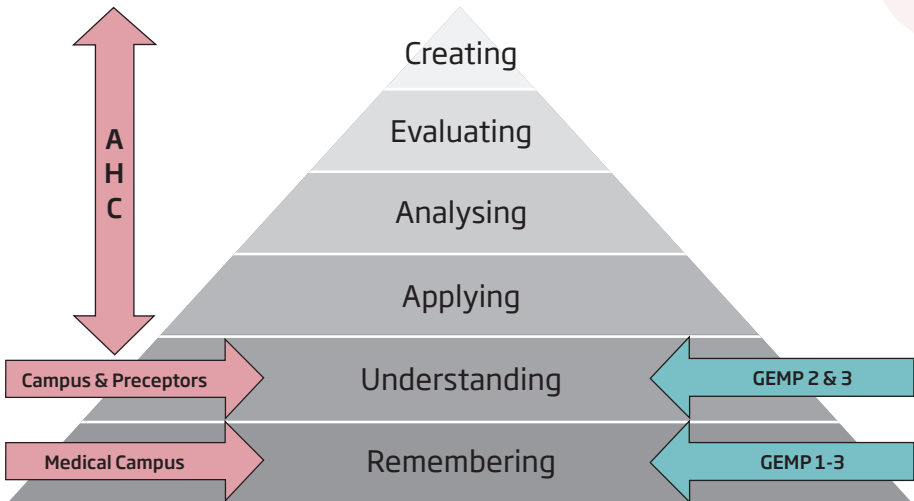 Creating
Evaluating
A
H
C
Analysing
Applying
Campus & Preceptors
Understanding
GEMP 2 & 3
Medical Campus
Remembering
GEMP 1-3